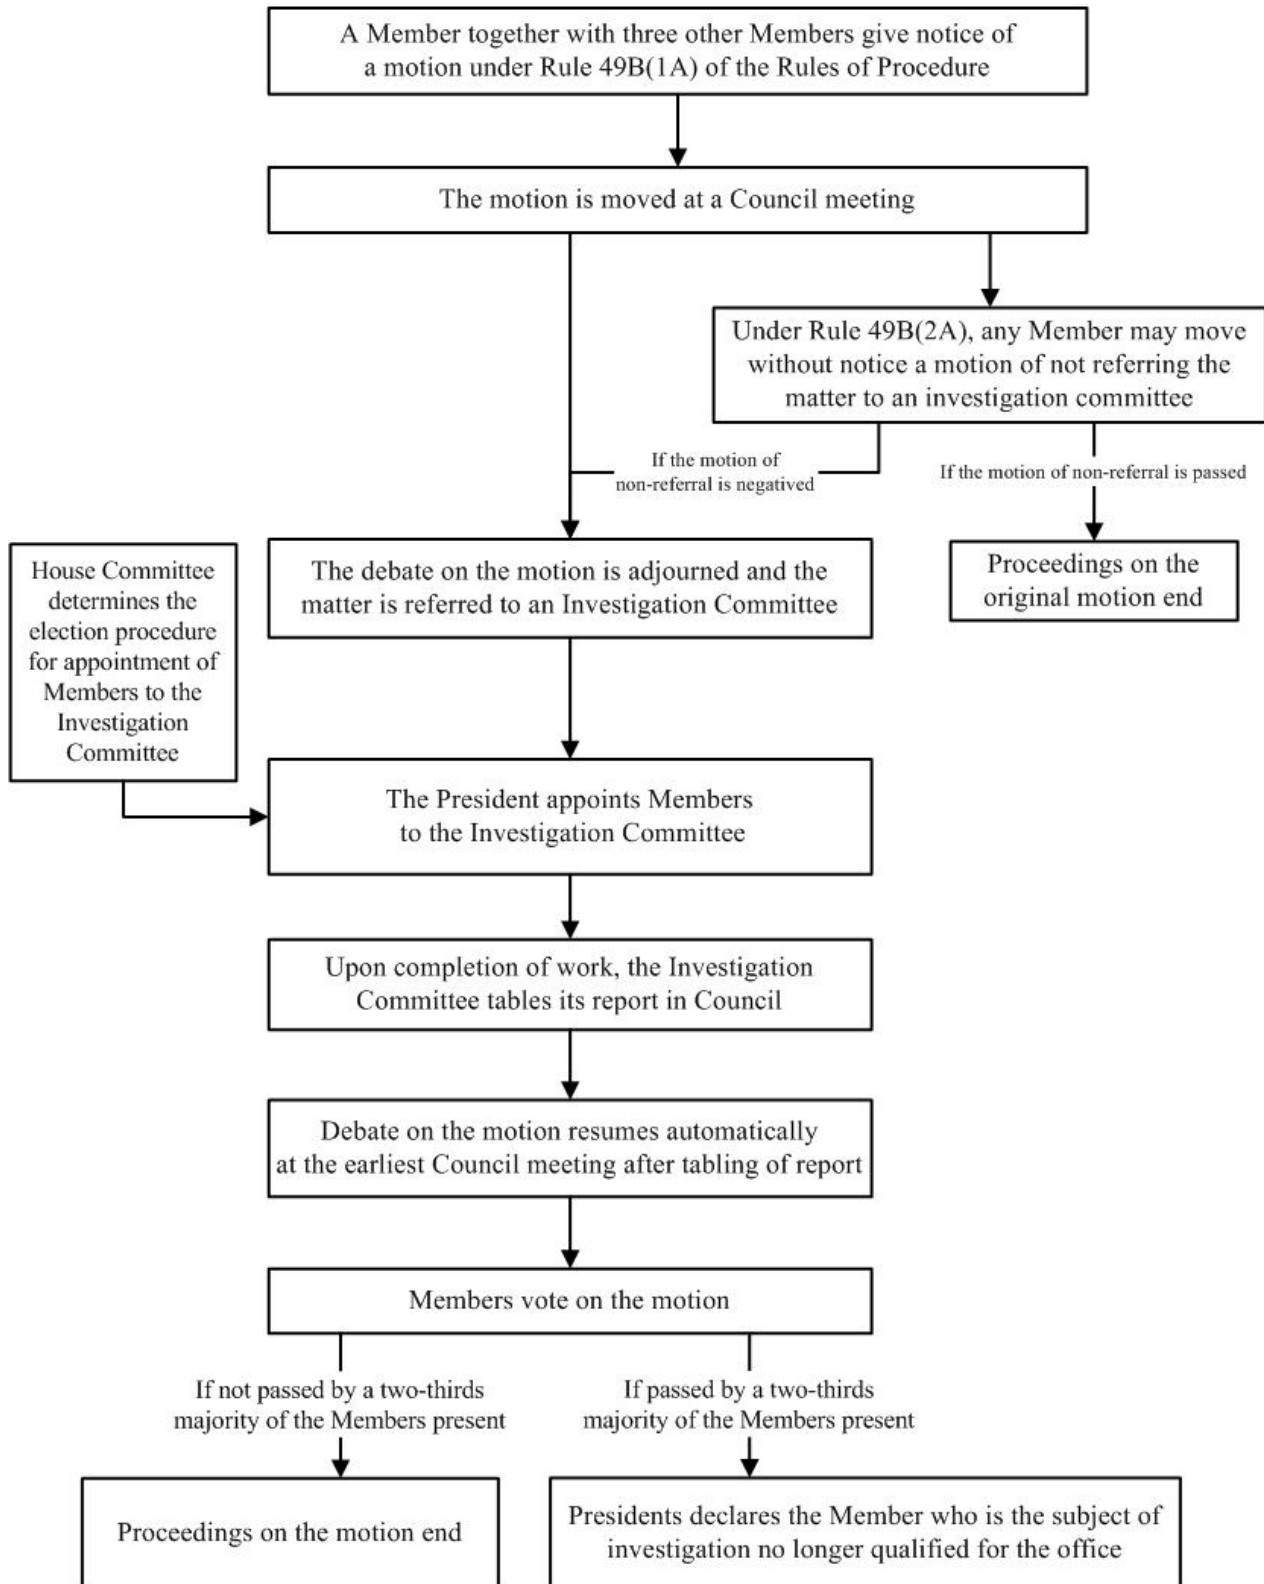 A Member together with three other Members give notice of
a motion under Rule 49B(1A) of the Rules of Procedure
The motion is moved at a Council meeting
Under Rule 49B(2A), any Member may move
without notice a motion of not referring the
matter to an investigation committee
If the motion of
non-referral is negatived
If the motion of non-referral is passed
Proceedings on the
original motion end
The debate on the motion is adjourned and the
matter is referred to an Investigation Committee
House Committee
determines the
election procedure
for appointment of
Members to the
Investigation
Committee
The President appoints Members
to the Investigation Committee
Upon completion of work, the Investigation
Committee tables its report in Council
Debate on the motion resumes automatically
at the earliest Council meeting after tabling of report
Members vote on the motion
If not passed by a two-thirds
majority of the Members present
If passed by a two-thirds
majority of the Members present
Proceedings on the motion end
Presidents declares the Member who is the subject of
investigation no longer qualified for the office